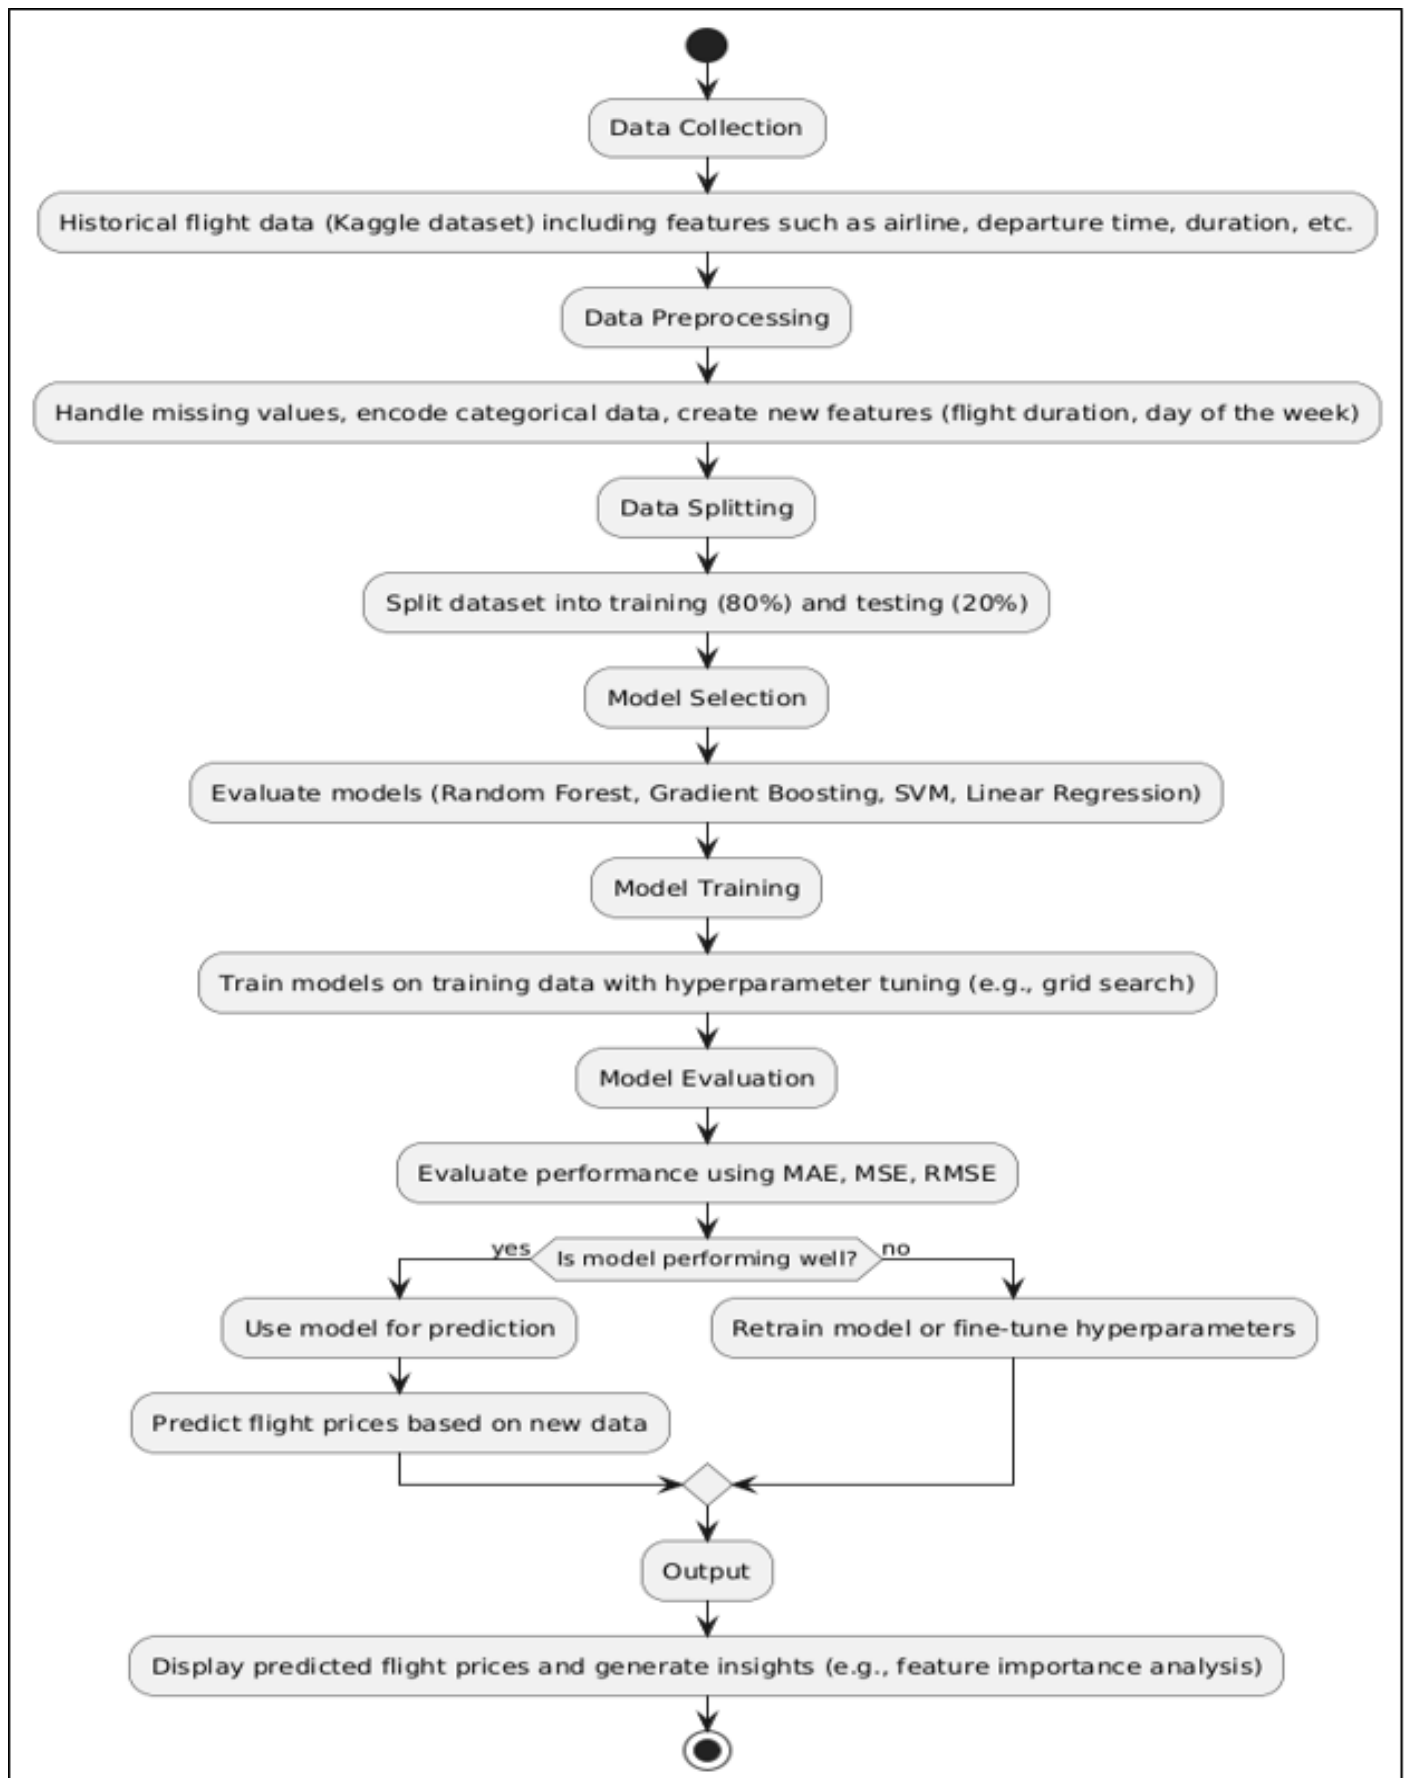 Data Collection
Historical flight data (Kaggle dataset) including features such as airline, departure time, duration, etc.
Data Preprocessing
Handle missing values, encode categorical data, create new features (flight duration, day of the week)
Data Splitting
Split dataset into training (80%) and testing (20%)
Model Selection
Evaluate models (Random Forest, Gradient Boosting, SVM, Linear Regression)
Model Training
Train models on training data with hyperparameter tuning (e.g., grid search)
Model Evaluation
Evaluate performance using MAE, MSE, RMSE
yes
Is model performing well?
no
Use model for prediction
Retrain model or fine-tune hyperparameters
Predict flight prices based on new data
Output
Display predicted flight prices and generate insights (e.g., feature importance analysis)